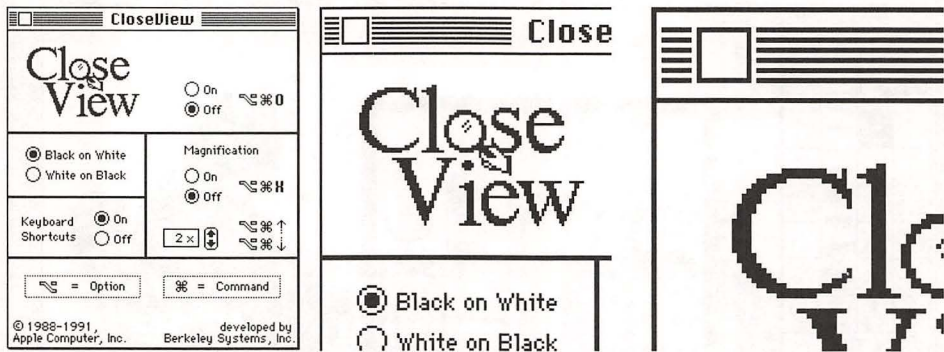 CloseView
Close
View
On
Off
⌥⌘O
Black on White
White on Black
Magnification
On
Off
⌥⌘X
Keyboard
Shortcuts
On
Off
2×
⌥⌘↑
⌥⌘↓
⌥ = Option
⌘ = Command
© 1988-1991,
Apple Computer, Inc.
developed by
Berkeley Systems, Inc.
Close
Close
View
Black on White
White on Black
Clo
Vi